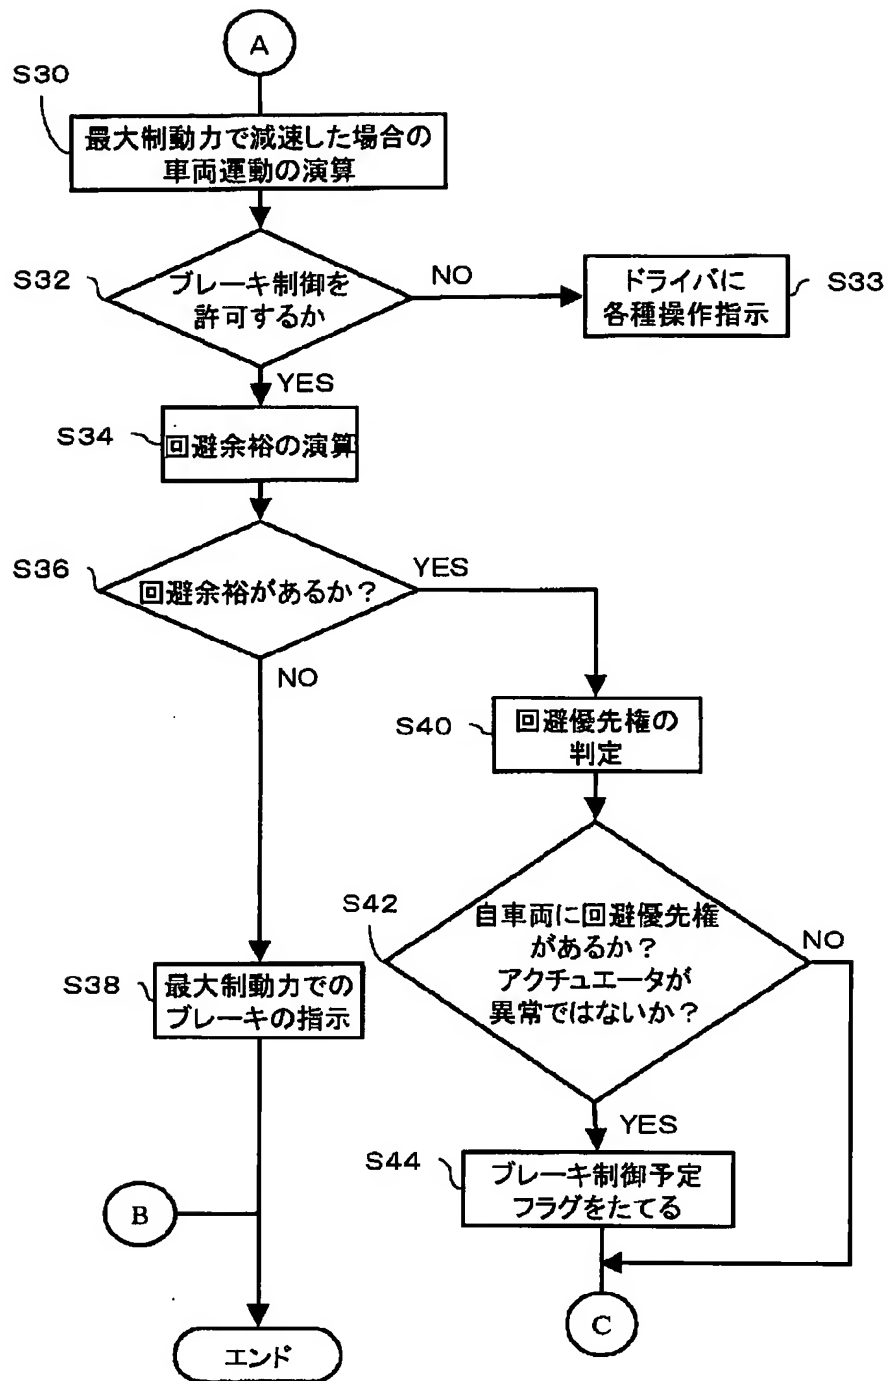 A
S30
最大制動力で減速した場合の
車両運動の演算
S32
ブレーキ制御を
許可するか
NO
ドライバに
各種操作指示
S33
YES
S34
回避余裕の演算
S36
回避余裕があるか？
YES
NO
S40
回避優先権の
判定
S42
自車両に回避優先権
があるか？
アクチュエータが
異常ではないか？
NO
S38
最大制動力での
ブレーキの指示
YES
S44
ブレーキ制御予定
フラグをたてる
B
C
エンド